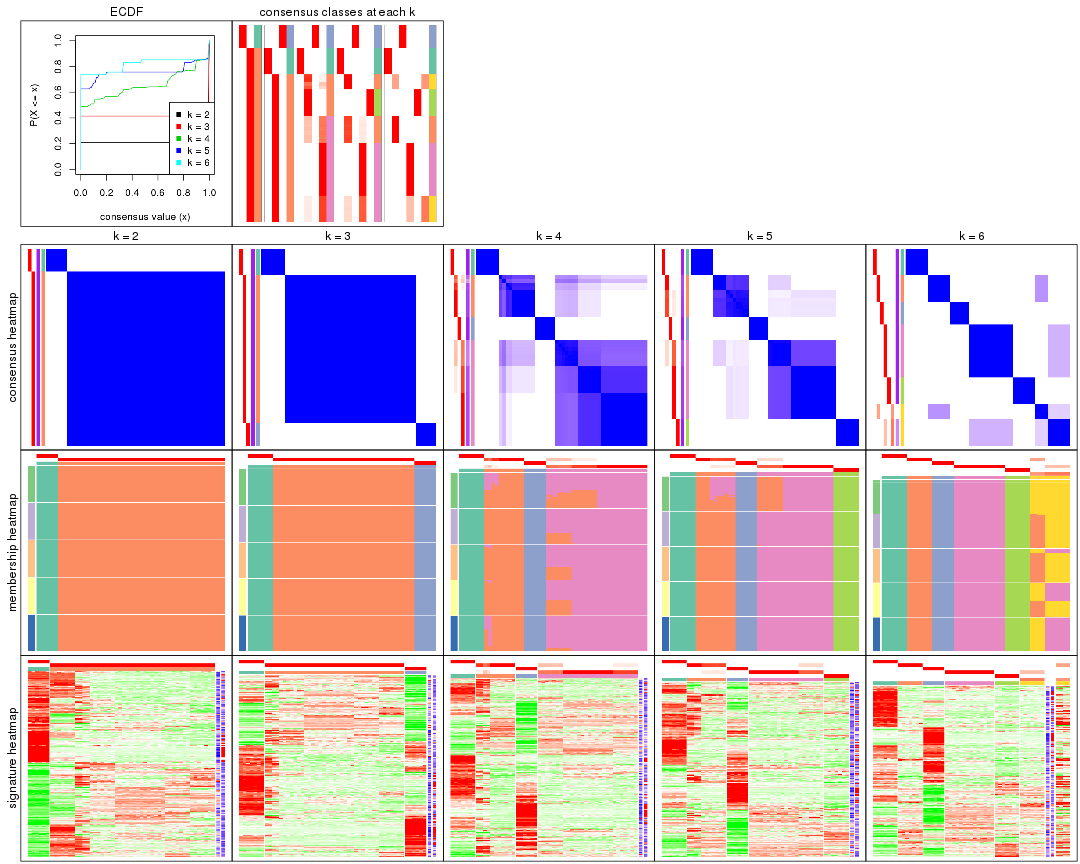 ECDF
consensus classes at each k
P(X <= x)
0.0 0.2 0.4 0.6 0.8 1.0
k = 2
k = 3
k = 4
k = 5
k = 6
0.0 0.2 0.4 0.6 0.8 1.0
consensus value (x)
k = 2
k = 3
k = 4
k = 5
k = 6
consensus heatmap
membership heatmap
signature heatmap